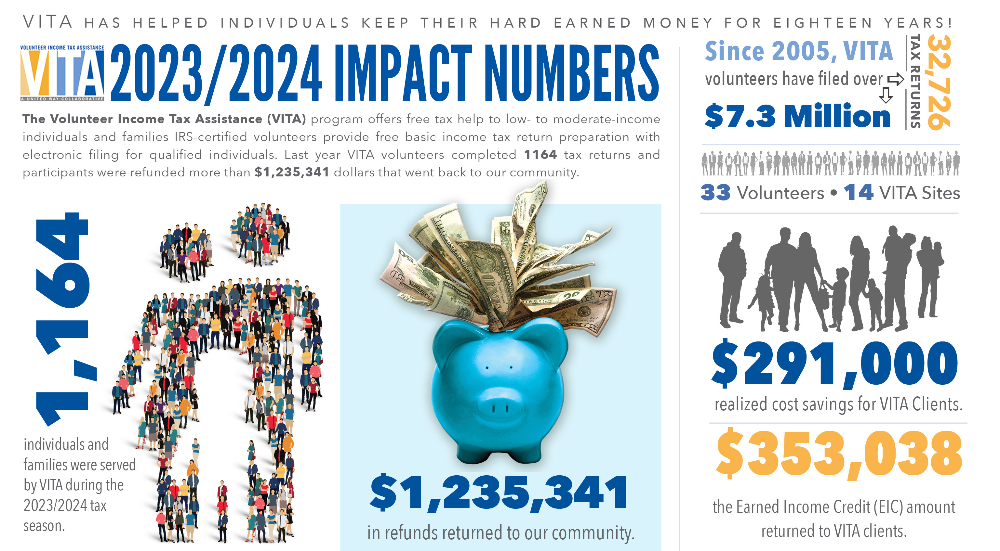 VITA HAS HELPED INDIVIDUALS KEEP THEIR HARD EARNED MONEY FOR EIGHTEEN YEARS!
VOLUNTEER INCOME TAX ASSISTANCE
VITA
A UNITED WAY COLLABORATIVE
2023/2024 IMPACT NUMBERS
The Volunteer Income Tax Assistance (VITA) program offers free tax help to low- to moderate-income
individuals and families IRS-certified volunteers provide free basic income tax return preparation with
electronic filing for qualified individuals. Last year VITA volunteers completed 1164 tax returns and
participants were refunded more than $1,235,341 dollars that went back to our community.
1,164
individuals and
families were served
by VITA during the
2023/2024 tax
season.
$1,235,341
in refunds returned to our community.
Since 2005, VITA
volunteers have filed over
$7.3 Million
TAX RETURNS
32,726
33 Volunteers • 14 VITA Sites
$291,000
realized cost savings for VITA Clients.
$353,038
the Earned Income Credit (EIC) amount
returned to VITA clients.